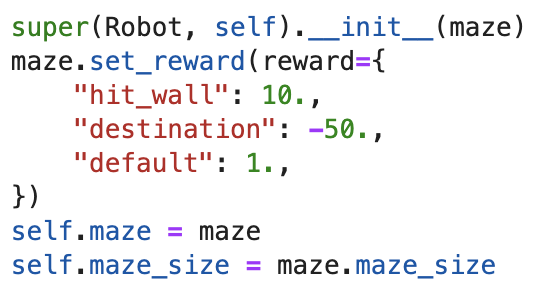 super(Robot, self).__init__(maze)
maze.set_reward(reward={
    "hit_wall": 10.,
    "destination": -50.,
    "default": 1.,
})
self.maze = maze
self.maze_size = maze.maze_size